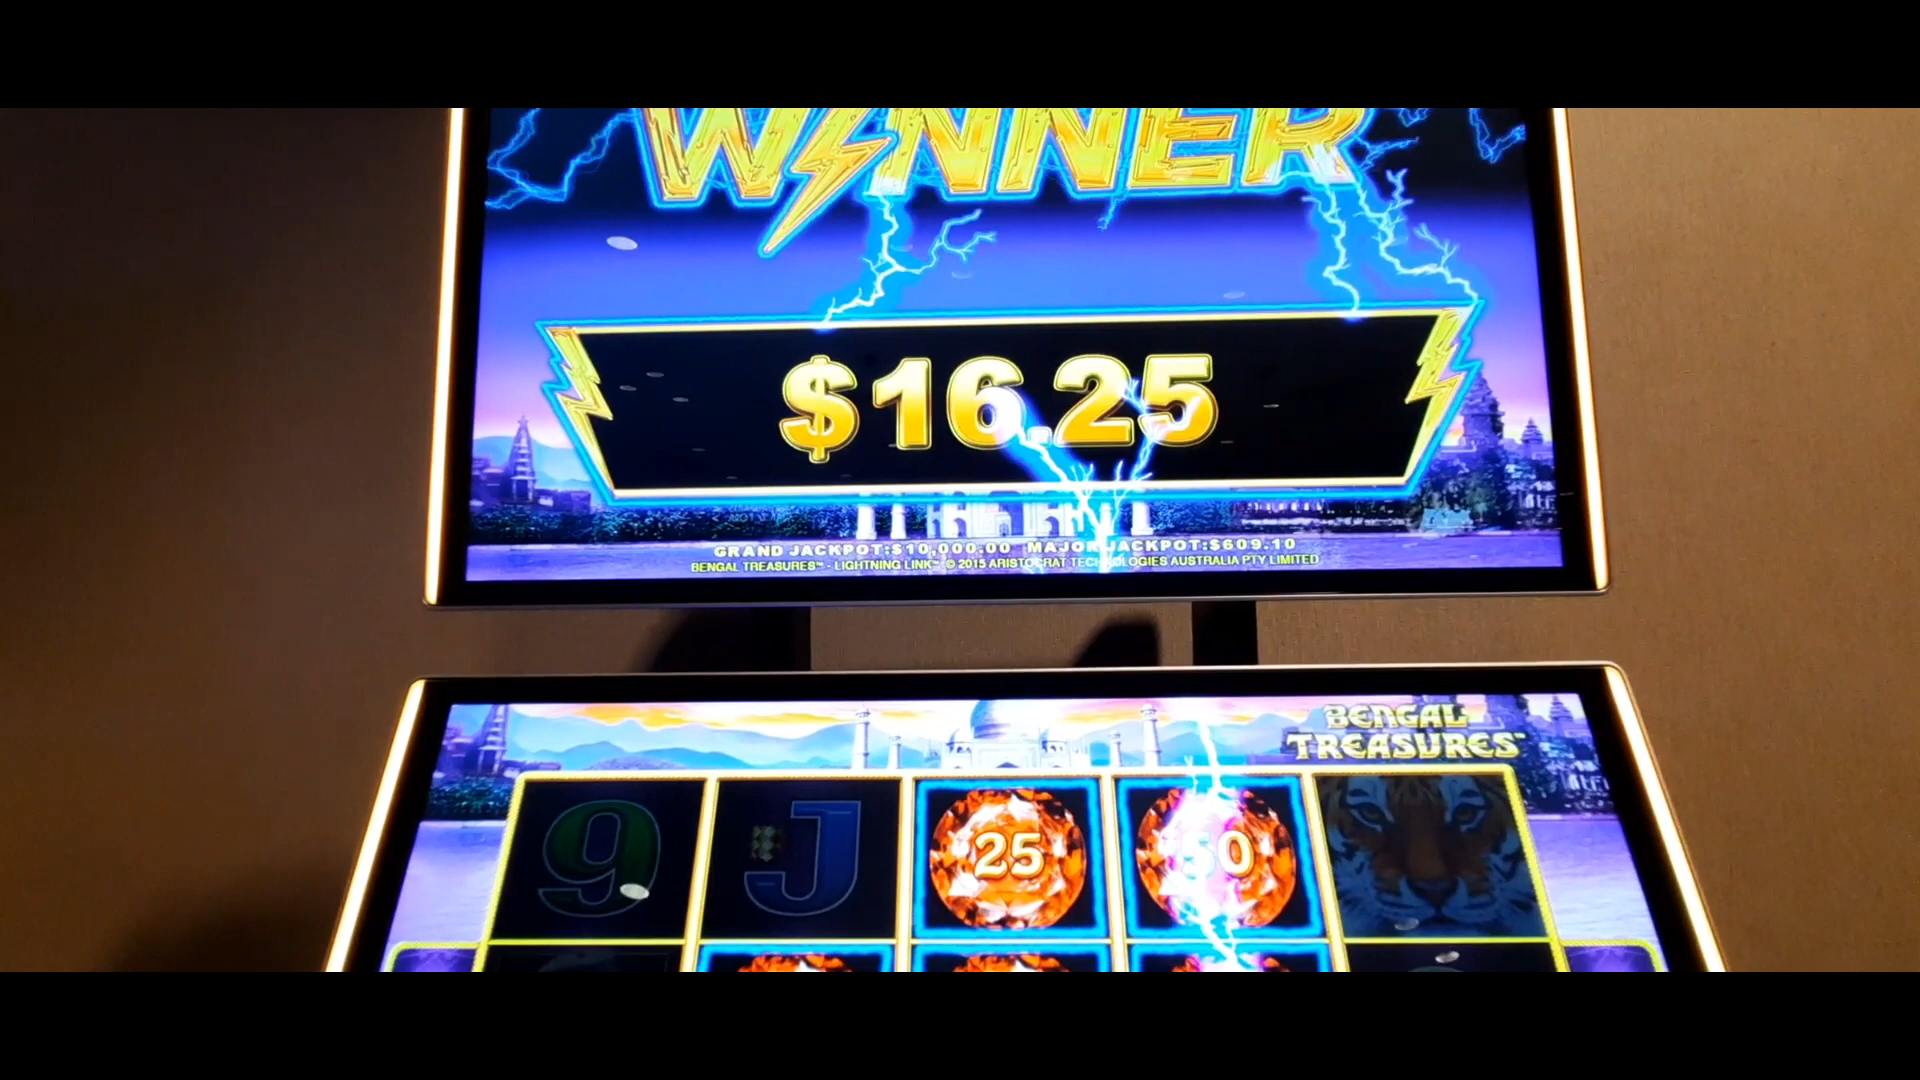 WINNER
$16.25
GRAND JACKPOT:$10,000.00 MAJOR JACKPOT:$609.10
BENGAL TREASURES™ - LIGHTNING LINK™ © 2015 ARISTOCRAT TECHNOLOGIES AUSTRALIA PTY LIMITED
BENGAL
TREASURES™
9 J 25 50